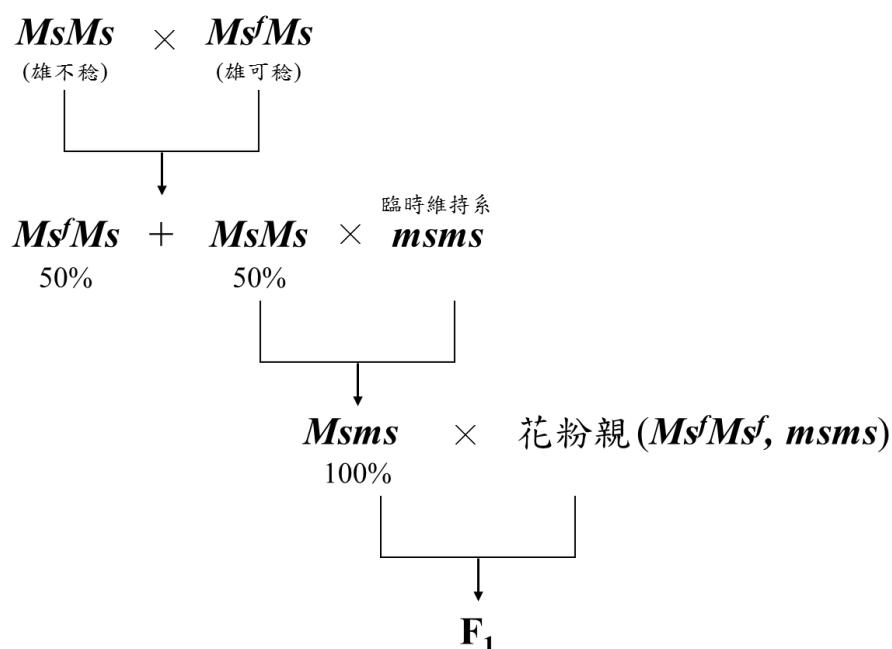 MsMs × MsᶠMs
(雄不稔) (雄可稔)
臨時維持系
MsᶠMs + MsMs × msms
50% 50%
Msms × 花粉親(MsᶠMsᶠ, msms)
100%
F₁